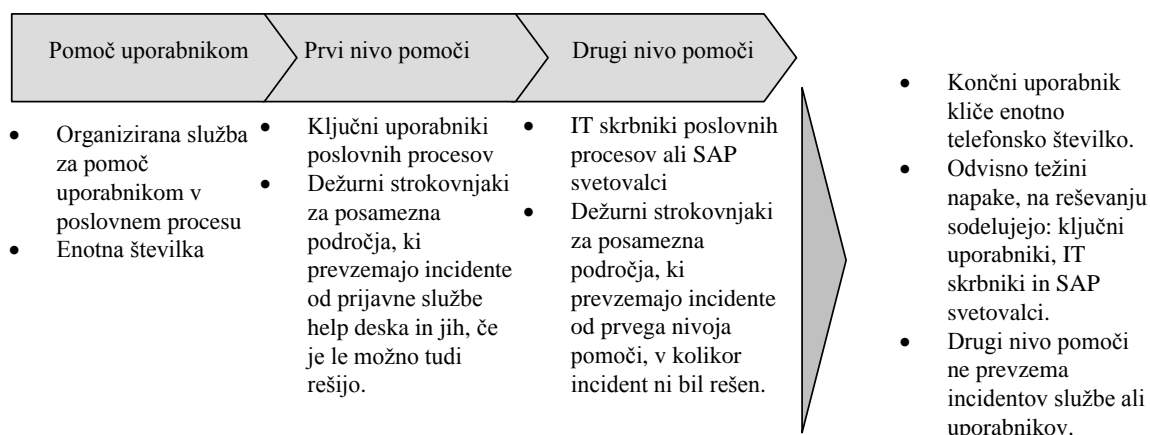 Pomoč uporabnikom
Prvi nivo pomoči
Drugi nivo pomoči
• Organizirana služba
za pomoč
uporabnikom v
poslovnem procesu
• Enotna številka
• Ključni uporabniki
poslovnih procesov
• Dežurni strokovnjaki
za posamezna
področja, ki
prevzemajo incidente
od prijavne službe
help deska in jih, če
je le možno tudi
rešijo.
• IT skrbniki poslovnih
procesov ali SAP
svetovalci
• Dežurni strokovnjaki
za posamezna
področja, ki
prevzemajo incidente
od prvega nivoja
pomoči, v kolikor
incident ni bil rešen.
• Končni uporabnik
kliče enotno
telefonsko številko.
• Odvisno težini
napake, na reševanju
sodelujejo: ključni
uporabniki, IT
skrbniki in SAP
svetovalci.
• Drugi nivo pomoči
ne prevzema
incidentov službe ali
uporabnikov.